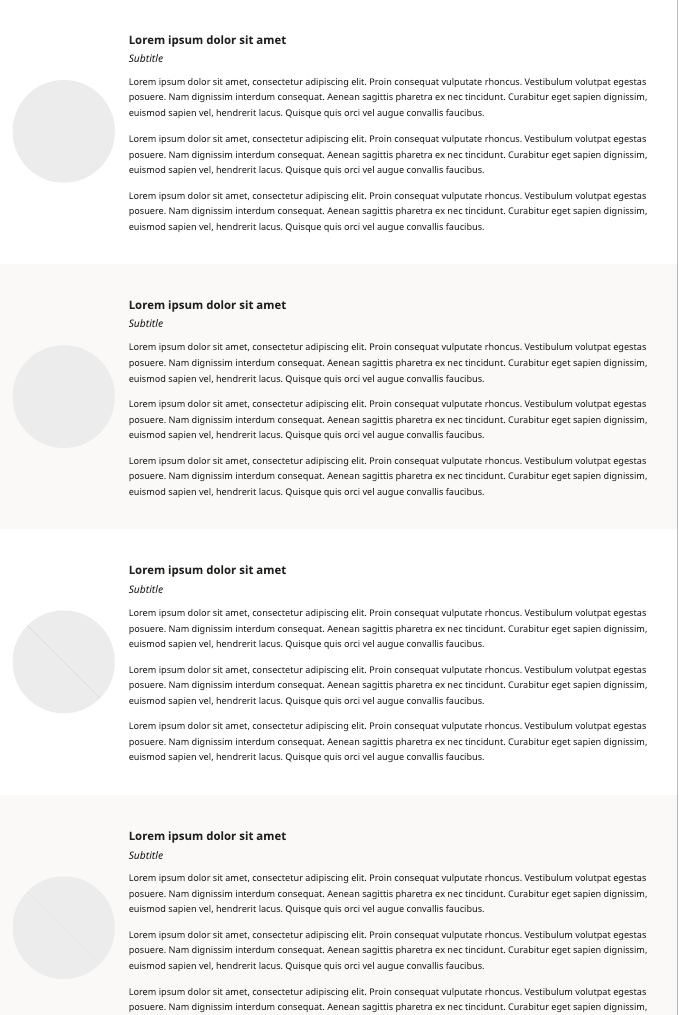 Lorem ipsum dolor sit amet
Subtitle
Lorem ipsum dolor sit amet, consectetur adipiscing elit. Proin consequat vulputate rhoncus. Vestibulum volutpat egestas
posuere. Nam dignissim interdum consequat. Aenean sagittis pharetra ex nec tincidunt. Curabitur eget sapien dignissim,
euismod sapien vel, hendrerit lacus. Quisque quis orci vel augue convallis faucibus.
Lorem ipsum dolor sit amet, consectetur adipiscing elit. Proin consequat vulputate rhoncus. Vestibulum volutpat egestas
posuere. Nam dignissim interdum consequat. Aenean sagittis pharetra ex nec tincidunt. Curabitur eget sapien dignissim,
euismod sapien vel, hendrerit lacus. Quisque quis orci vel augue convallis faucibus.
Lorem ipsum dolor sit amet, consectetur adipiscing elit. Proin consequat vulputate rhoncus. Vestibulum volutpat egestas
posuere. Nam dignissim interdum consequat. Aenean sagittis pharetra ex nec tincidunt. Curabitur eget sapien dignissim,
euismod sapien vel, hendrerit lacus. Quisque quis orci vel augue convallis faucibus.
Lorem ipsum dolor sit amet
Subtitle
Lorem ipsum dolor sit amet, consectetur adipiscing elit. Proin consequat vulputate rhoncus. Vestibulum volutpat egestas
posuere. Nam dignissim interdum consequat. Aenean sagittis pharetra ex nec tincidunt. Curabitur eget sapien dignissim,
euismod sapien vel, hendrerit lacus. Quisque quis orci vel augue convallis faucibus.
Lorem ipsum dolor sit amet, consectetur adipiscing elit. Proin consequat vulputate rhoncus. Vestibulum volutpat egestas
posuere. Nam dignissim interdum consequat. Aenean sagittis pharetra ex nec tincidunt. Curabitur eget sapien dignissim,
euismod sapien vel, hendrerit lacus. Quisque quis orci vel augue convallis faucibus.
Lorem ipsum dolor sit amet, consectetur adipiscing elit. Proin consequat vulputate rhoncus. Vestibulum volutpat egestas
posuere. Nam dignissim interdum consequat. Aenean sagittis pharetra ex nec tincidunt. Curabitur eget sapien dignissim,
euismod sapien vel, hendrerit lacus. Quisque quis orci vel augue convallis faucibus.
Lorem ipsum dolor sit amet
Subtitle
Lorem ipsum dolor sit amet, consectetur adipiscing elit. Proin consequat vulputate rhoncus. Vestibulum volutpat egestas
posuere. Nam dignissim interdum consequat. Aenean sagittis pharetra ex nec tincidunt. Curabitur eget sapien dignissim,
euismod sapien vel, hendrerit lacus. Quisque quis orci vel augue convallis faucibus.
Lorem ipsum dolor sit amet, consectetur adipiscing elit. Proin consequat vulputate rhoncus. Vestibulum volutpat egestas
posuere. Nam dignissim interdum consequat. Aenean sagittis pharetra ex nec tincidunt. Curabitur eget sapien dignissim,
euismod sapien vel, hendrerit lacus. Quisque quis orci vel augue convallis faucibus.
Lorem ipsum dolor sit amet, consectetur adipiscing elit. Proin consequat vulputate rhoncus. Vestibulum volutpat egestas
posuere. Nam dignissim interdum consequat. Aenean sagittis pharetra ex nec tincidunt. Curabitur eget sapien dignissim,
euismod sapien vel, hendrerit lacus. Quisque quis orci vel augue convallis faucibus.
Lorem ipsum dolor sit amet
Subtitle
Lorem ipsum dolor sit amet, consectetur adipiscing elit. Proin consequat vulputate rhoncus. Vestibulum volutpat egestas
posuere. Nam dignissim interdum consequat. Aenean sagittis pharetra ex nec tincidunt. Curabitur eget sapien dignissim,
euismod sapien vel, hendrerit lacus. Quisque quis orci vel augue convallis faucibus.
Lorem ipsum dolor sit amet, consectetur adipiscing elit. Proin consequat vulputate rhoncus. Vestibulum volutpat egestas
posuere. Nam dignissim interdum consequat. Aenean sagittis pharetra ex nec tincidunt. Curabitur eget sapien dignissim,
euismod sapien vel, hendrerit lacus. Quisque quis orci vel augue convallis faucibus.
Lorem ipsum dolor sit amet, consectetur adipiscing elit. Proin consequat vulputate rhoncus. Vestibulum volutpat egestas
posuere. Nam dignissim interdum consequat. Aenean sagittis pharetra ex nec tincidunt. Curabitur eget sapien dignissim,